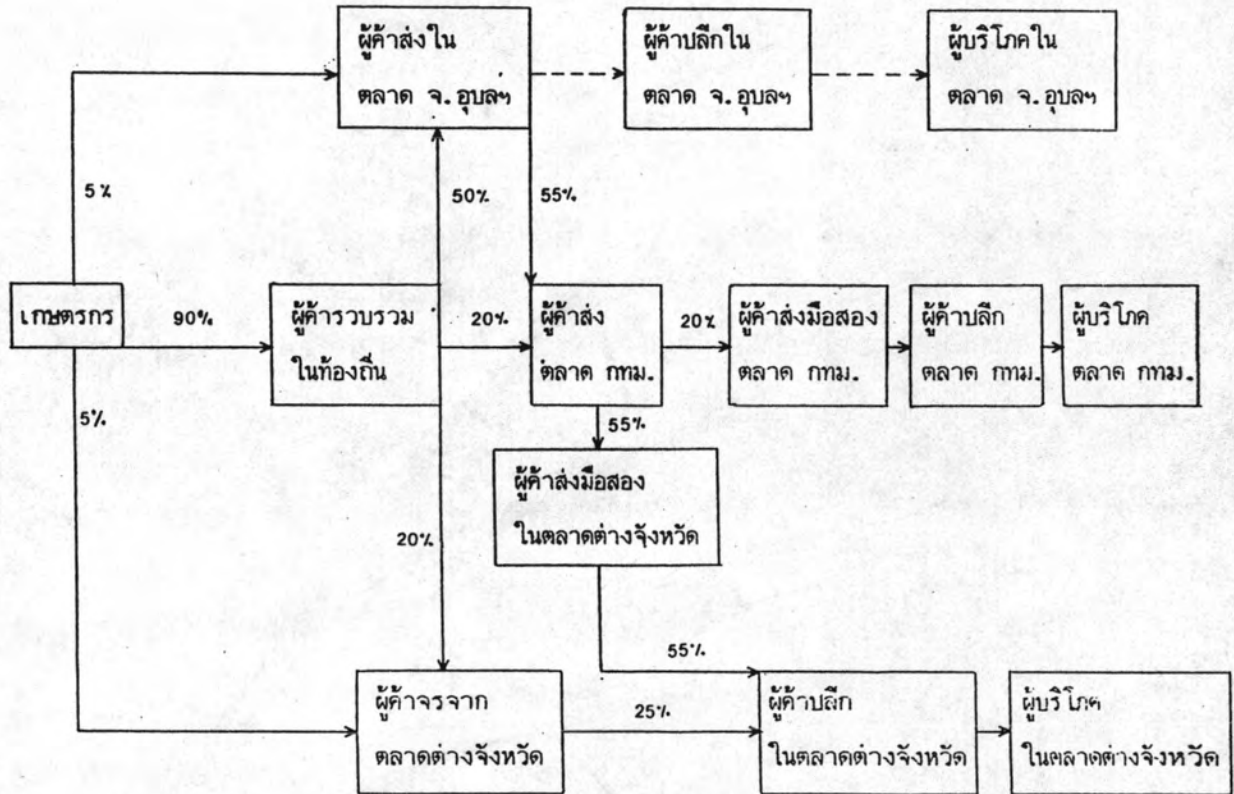 ผู้ค้าส่งใน
ตลาด จ.อุบลฯ
ผู้ค้าปลีกใน
ตลาด จ.อุบลฯ
ผู้บริโภคใน
ตลาด จ.อุบลฯ
5%
50%
55%
เกษตรกร
90%
ผู้ค้ารวบรวม
ในท้องถิ่น
20%
ผู้ค้าส่ง
ตลาด กทม.
20%
ผู้ค้าส่งมือสอง
ตลาด กทม.
ผู้ค้าปลีก
ตลาด กทม.
ผู้บริโภค
ตลาด กทม.
5%
55%
ผู้ค้าส่งมือสอง
ในตลาดต่างจังหวัด
20%
55%
ผู้ค้าจรจาก
ตลาดต่างจังหวัด
25%
ผู้ค้าปลีก
ในตลาดต่างจังหวัด
ผู้บริโภค
ในตลาดต่างจังหวัด